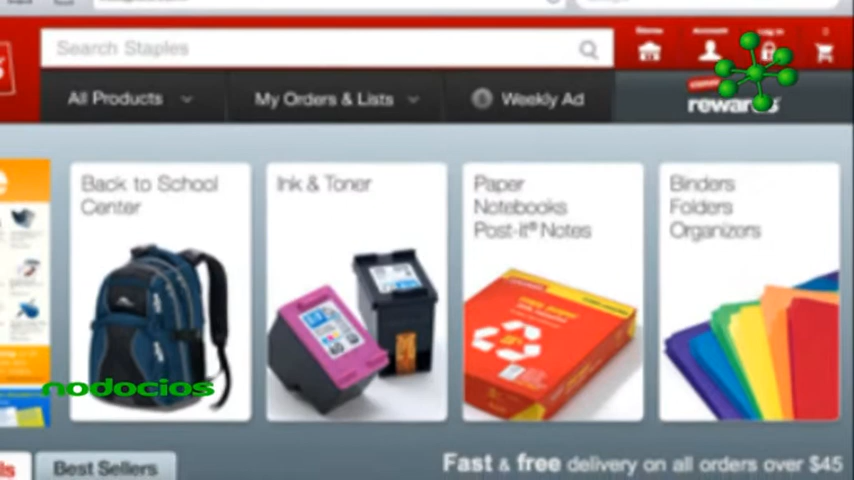 Search Staples
Stores
Account
Log in
All Products
My Orders & Lists
Weekly Ad
rewards
Back to School
Center
Ink & Toner
Paper
Notebooks
Post-it® Notes
Binders
Folders
Organizers
nodocios
Best Sellers
Fast & free delivery on all orders over $45